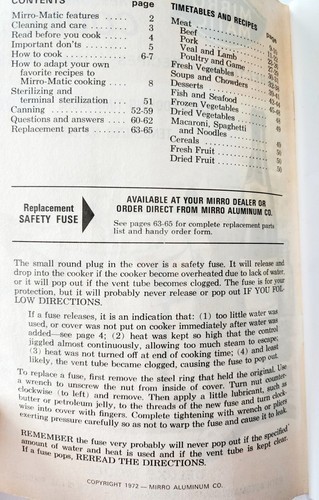 CONTENTS page
Mirro-Matic features ..... 2
Cleaning and care ..... 3
Read before you cook ..... 4
Important don'ts ..... 5
How to cook ..... 6-7
How to adapt your own
favorite recipes to
Mirro-Matic cooking ... 8
Sterilizing and
terminal sterilization ... 51
Canning ..... 52-59
Questions and answers .... 60-62
Replacement parts ..... 63-65
TIMETABLES AND RECIPES
page
Meat
Beef
Pork
Veal and Lamb
Poultry and Game
Fresh Vegetables
Soups and Chowders
Desserts
Fish and Seafood
Frozen Vegetables
Dried Vegetables
Macaroni, Spaghetti
and Noodles ..... 49
Cereals ..... 49
Fresh Fruit ..... 50
Dried Fruit ..... 50
Replacement
SAFETY FUSE
AVAILABLE AT YOUR MIRRO DEALER OR
ORDER DIRECT FROM MIRRO ALUMINUM CO.
See pages 63-65 for complete replacement parts
list and handy order form.
The small round plug in the cover is a safety fuse. It will release and
drop into the cooker if the cooker become overheated due to lack of water,
or it will pop out if the vent tube becomes clogged. The fuse is for your
protection, but it will probably never release or pop out IF YOU FOL-
LOW DIRECTIONS.
If a fuse releases, it is an indication that: (1) too little water was
used, or cover was not put on cooker immediately after water was
added—see page 4; (2) heat was kept so high that the control
jiggled almost continuously, allowing too much steam to escape;
(3) heat was not turned off at end of cooking time; (4) and least
likely, the vent tube became clogged, causing the fuse to pop out.
To replace a fuse, first remove the steel ring that held the original. Use
a wrench to unscrew the nut from inside of cover. Turn nut counter-
clockwise (to left) and remove. Then apply a little lubricant, such as
butter or petroleum jelly, to the threads of the new fuse and turn clock-
wise into cover with fingers. Complete tightening with wrench or pliers
exerting pressure carefully so as not to warp the fuse and cause it to leak.
REMEMBER the fuse very probably will never pop out if the specified
amount of water and heat is used and if the vent tube is kept clear.
If a fuse pops, REREAD THE DIRECTIONS.
COPYRIGHT 1972 — MIRRO ALUMINUM CO.